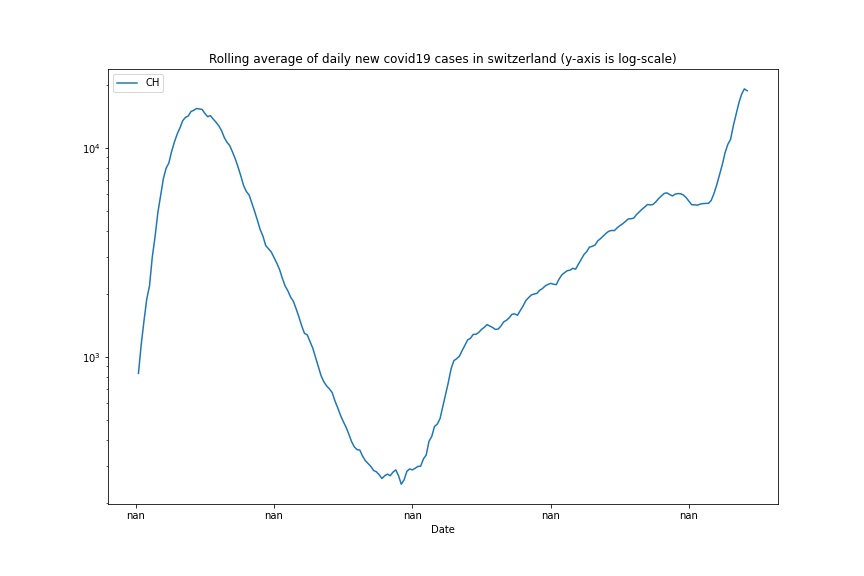 Rolling average of daily new covid19 cases in switzerland (y-axis is log-scale)
CH
10⁴
10³
nan nan nan nan nan
Date